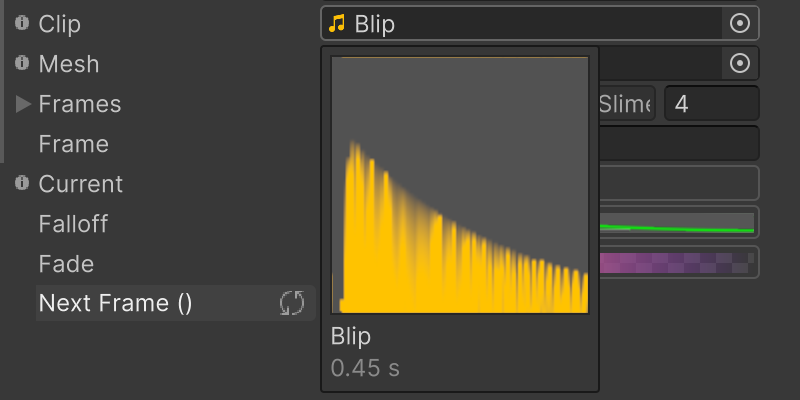 Clip
Blip
Mesh
Frames
Slime
4
Frame
Current
Falloff
Fade
Next Frame ()
Blip
0.45 s